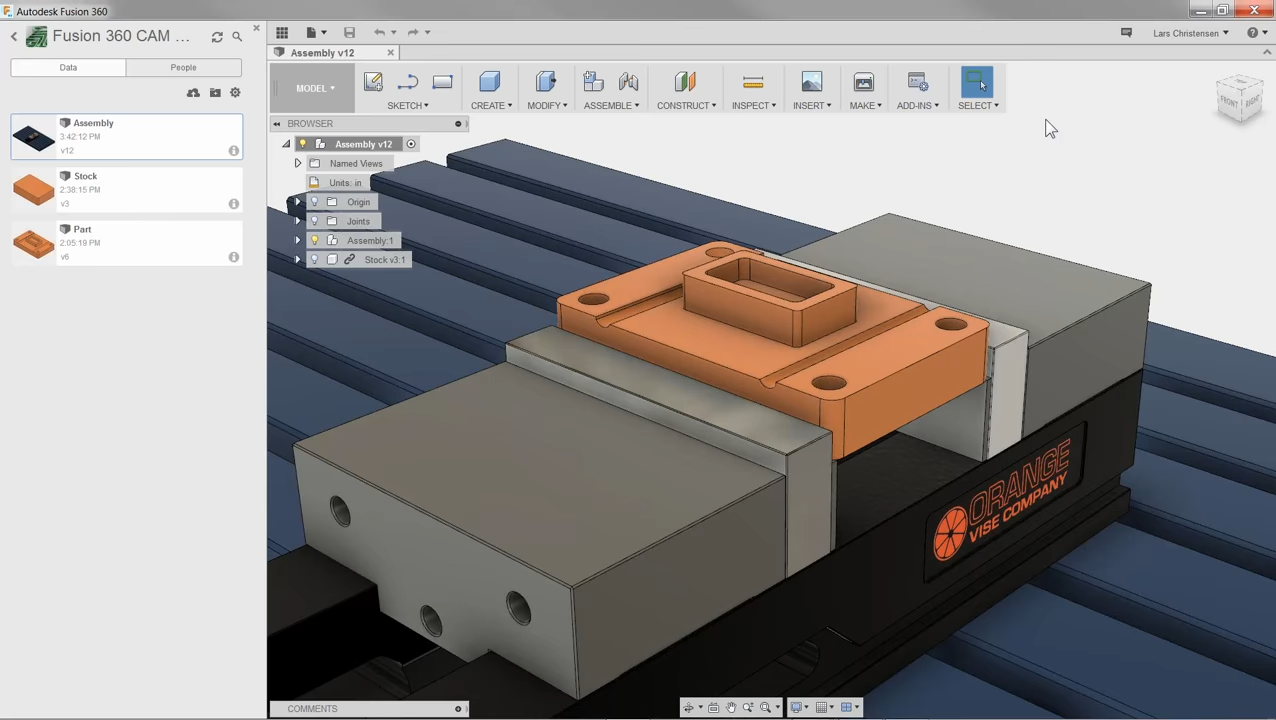 Autodesk Fusion 360
Fusion 360 CAM ...
Data
People
Assembly
3:42:12 PM
v12
Stock
2:38:15 PM
v3
Part
2:05:19 PM
v6
Lars Christensen
Assembly v12
MODEL
SKETCH
CREATE
MODIFY
ASSEMBLE
CONSTRUCT
INSPECT
INSERT
MAKE
ADD-INS
SELECT
FRONT
RIGHT
BROWSER
Assembly v12
Named Views
Units: in
Origin
Joints
Assembly:1
Stock v3:1
ORANGE
VISE COMPANY
COMMENTS